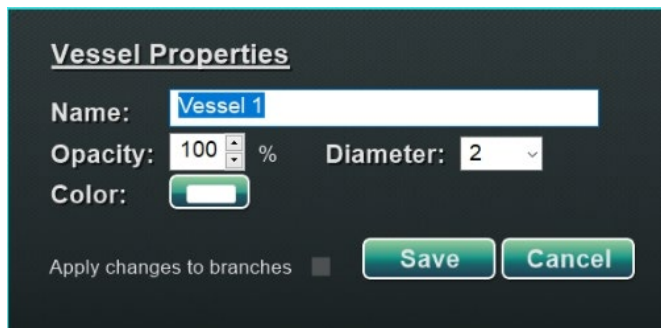 Vessel Properties
Name: Vessel 1
Opacity: 100 % Diameter: 2
Color:
Apply changes to branches Save Cancel